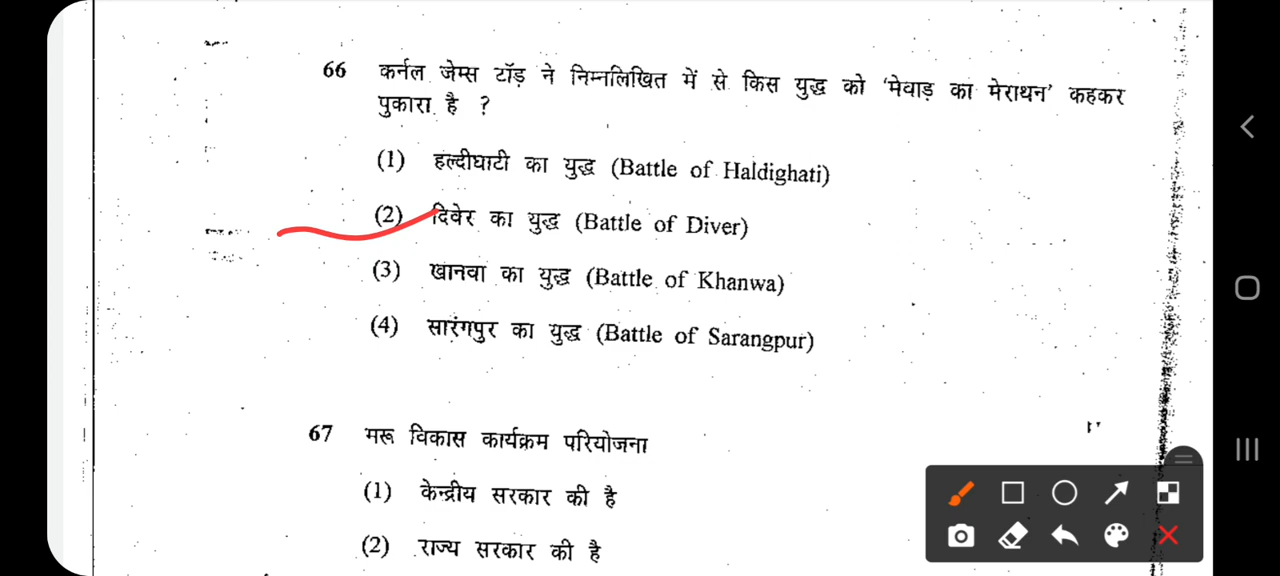 66 कर्नल जेम्स टॉड़ ने निम्नलिखित में से किस युद्ध को 'मेवाड़ का मेराथन' कहकर
पुकारा है ?
(1) हल्दीघाटी का युद्ध (Battle of Haldighati)
(2) दिवेर का युद्ध (Battle of Diver)
(3) खानवा का युद्ध (Battle of Khanwa)
(4) सारंगपुर का युद्ध (Battle of Sarangpur)
67 मरू विकास कार्यक्रम परियोजना
(1) केन्द्रीय सरकार की है
(2) राज्य सरकार की है